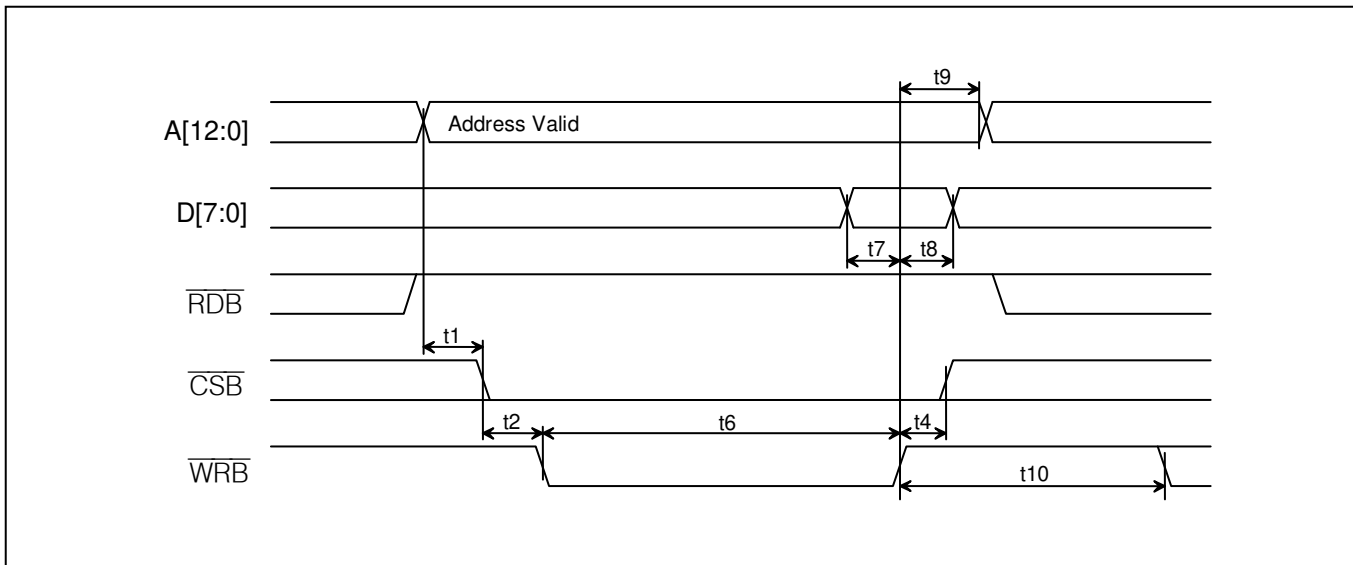 t9
A[12:0]
Address Valid
D[7:0]
t7
t8
RDB
t1
CSB
t2
t6
t4
WRB
t10